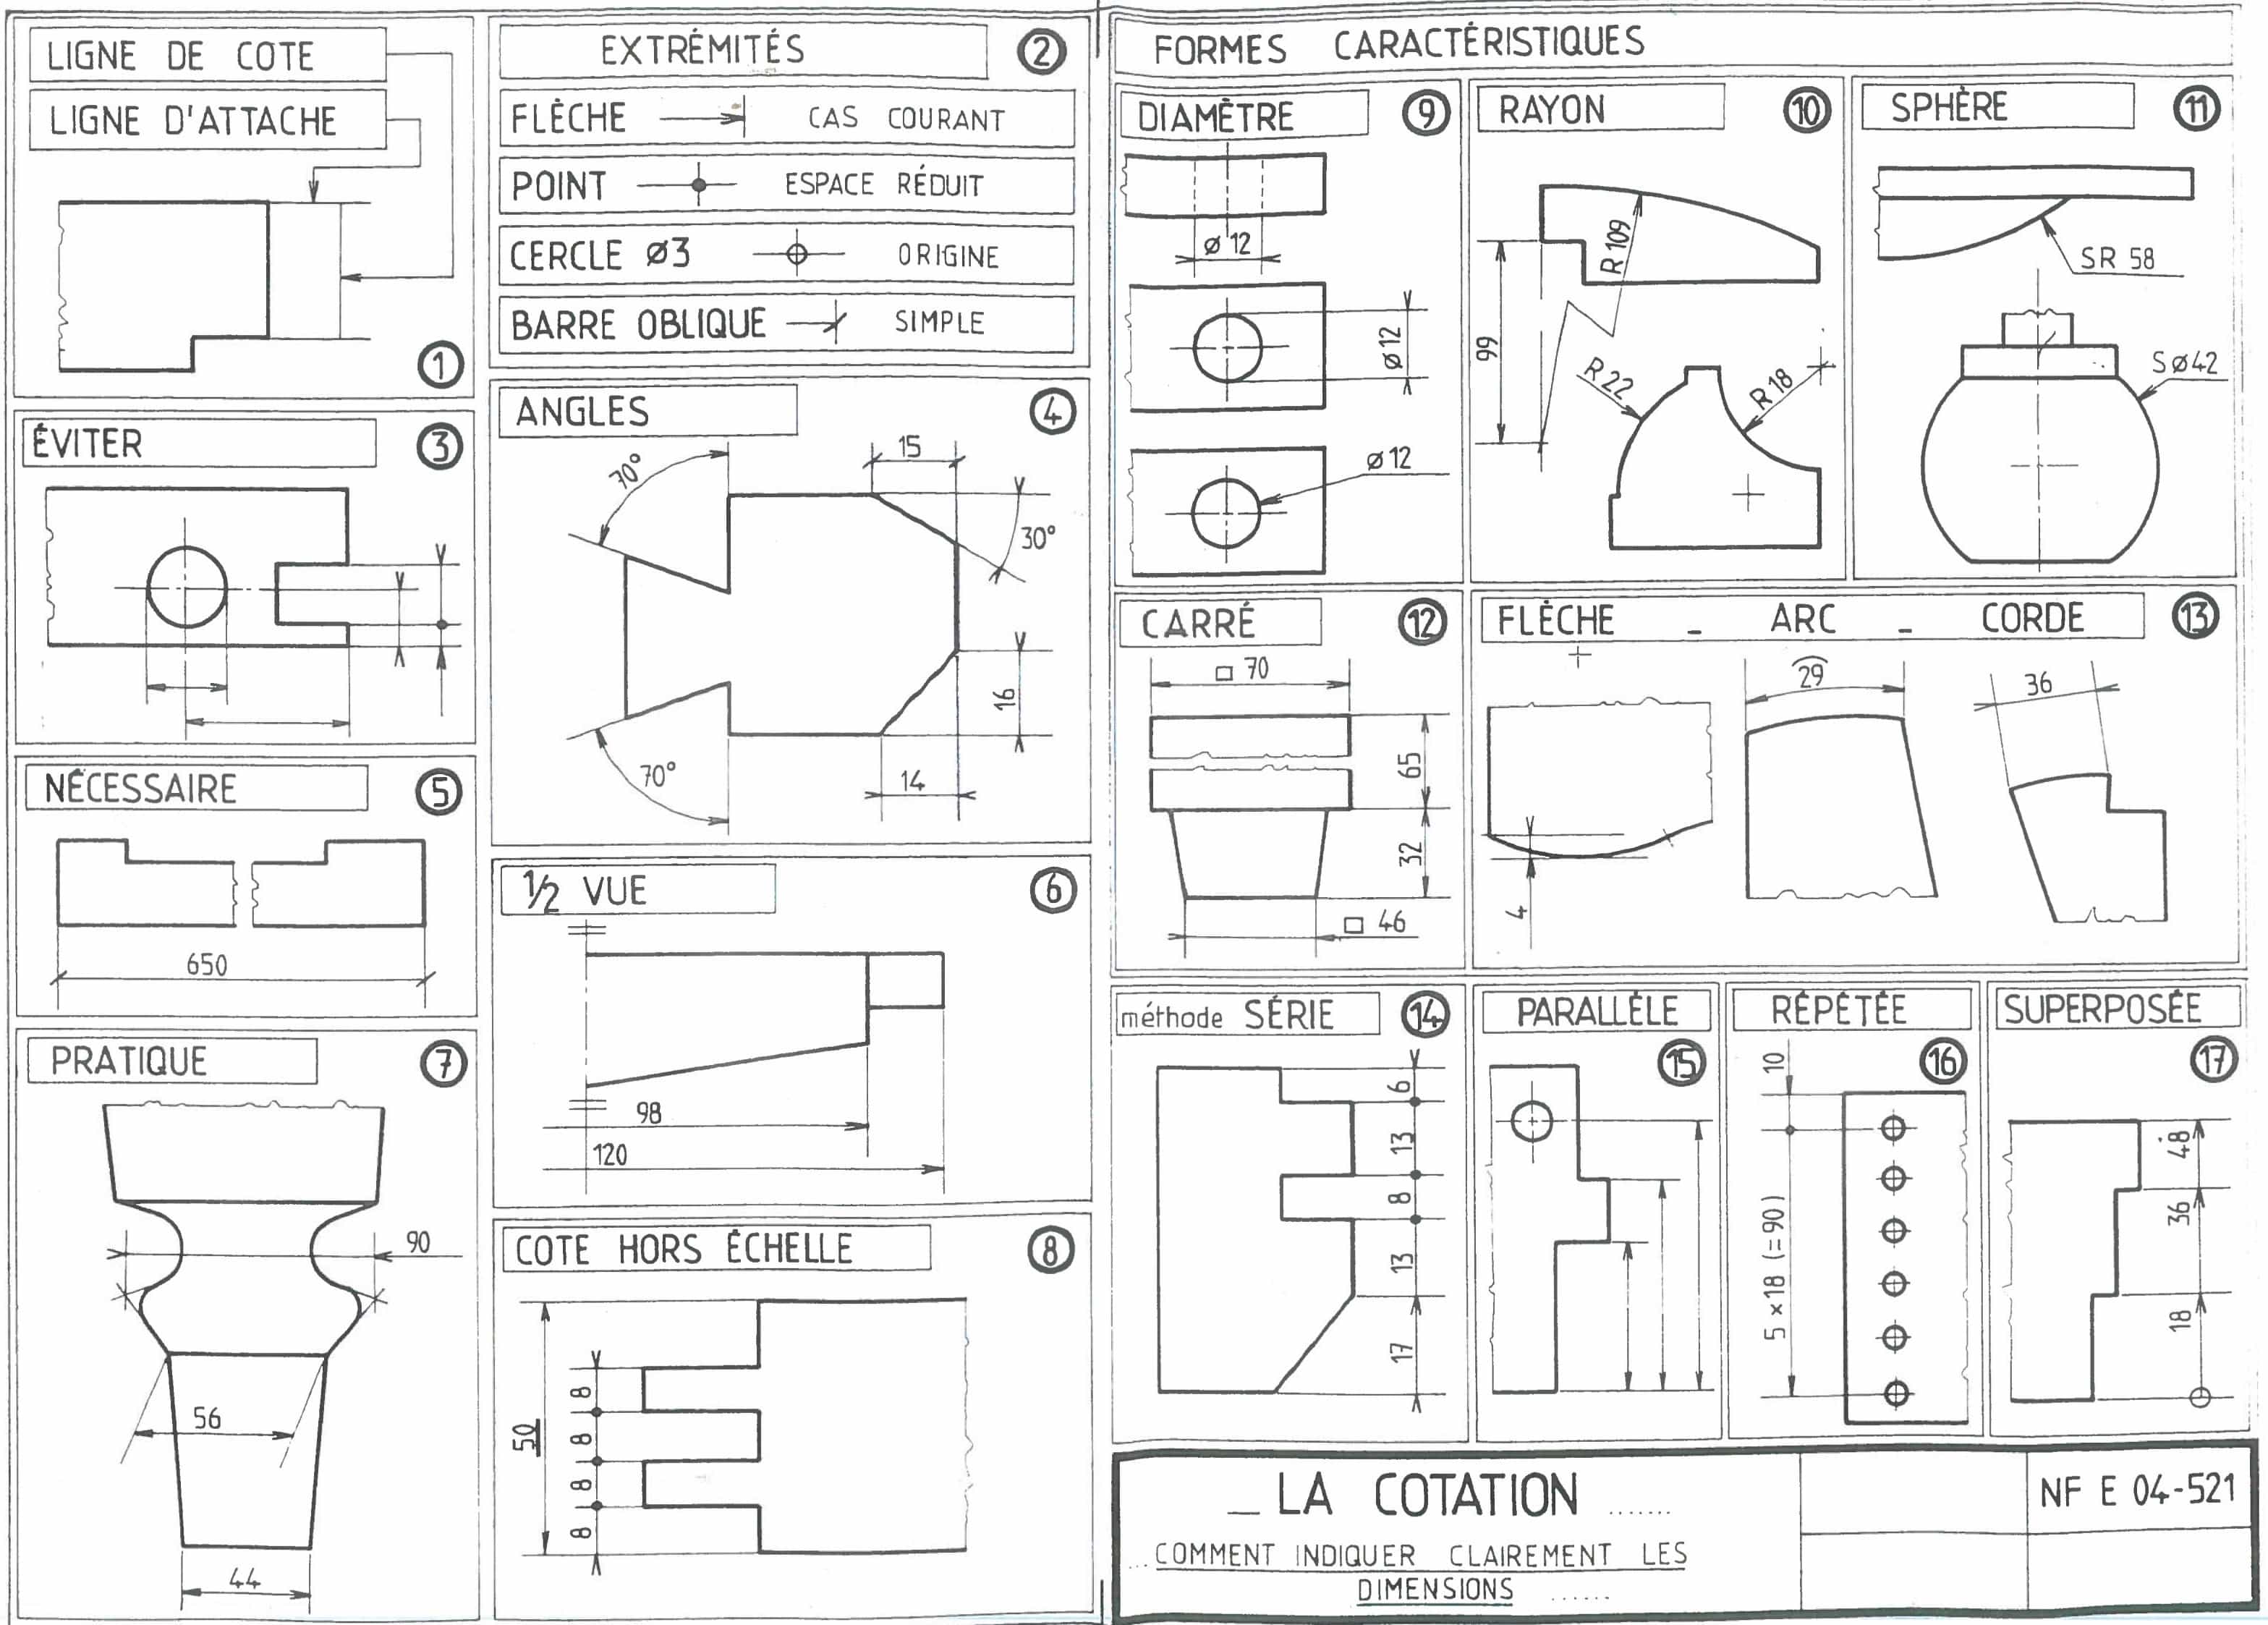 LIGNE DE COTE
LIGNE D'ATTACHE
1
EXTRÉMITÉS 2
FLÈCHE CAS COURANT
POINT ESPACE RÉDUIT
CERCLE Ø3 ORIGINE
BARRE OBLIQUE SIMPLE
ÉVITER 3
ANGLES 4
70°
15
30°
16
70°
14
NÉCESSAIRE 5
650
1/2 VUE 6
98
120
PRATIQUE 7
90
56
44
COTE HORS ÉCHELLE 8
50
8
8
8
8
FORMES CARACTÉRISTIQUES
DIAMÈTRE 9
Ø 12
Ø 12
Ø 12
RAYON 10
R 109
99
R 22
R 18
SPHÈRE 11
SR 58
SØ42
CARRÉ 12
□ 70
65
32
□ 46
FLÈCHE - ARC - CORDE 13
29
36
4
méthode SÉRIE 14
6
13
8
13
17
PARALLÈLE
15
RÉPÉTÉE
16
10
5 x 18 (= 90)
SUPERPOSÉE
17
48
36
18
_ LA COTATION .......
NF E 04-521
... COMMENT INDIQUER CLAIREMENT LES
DIMENSIONS ......